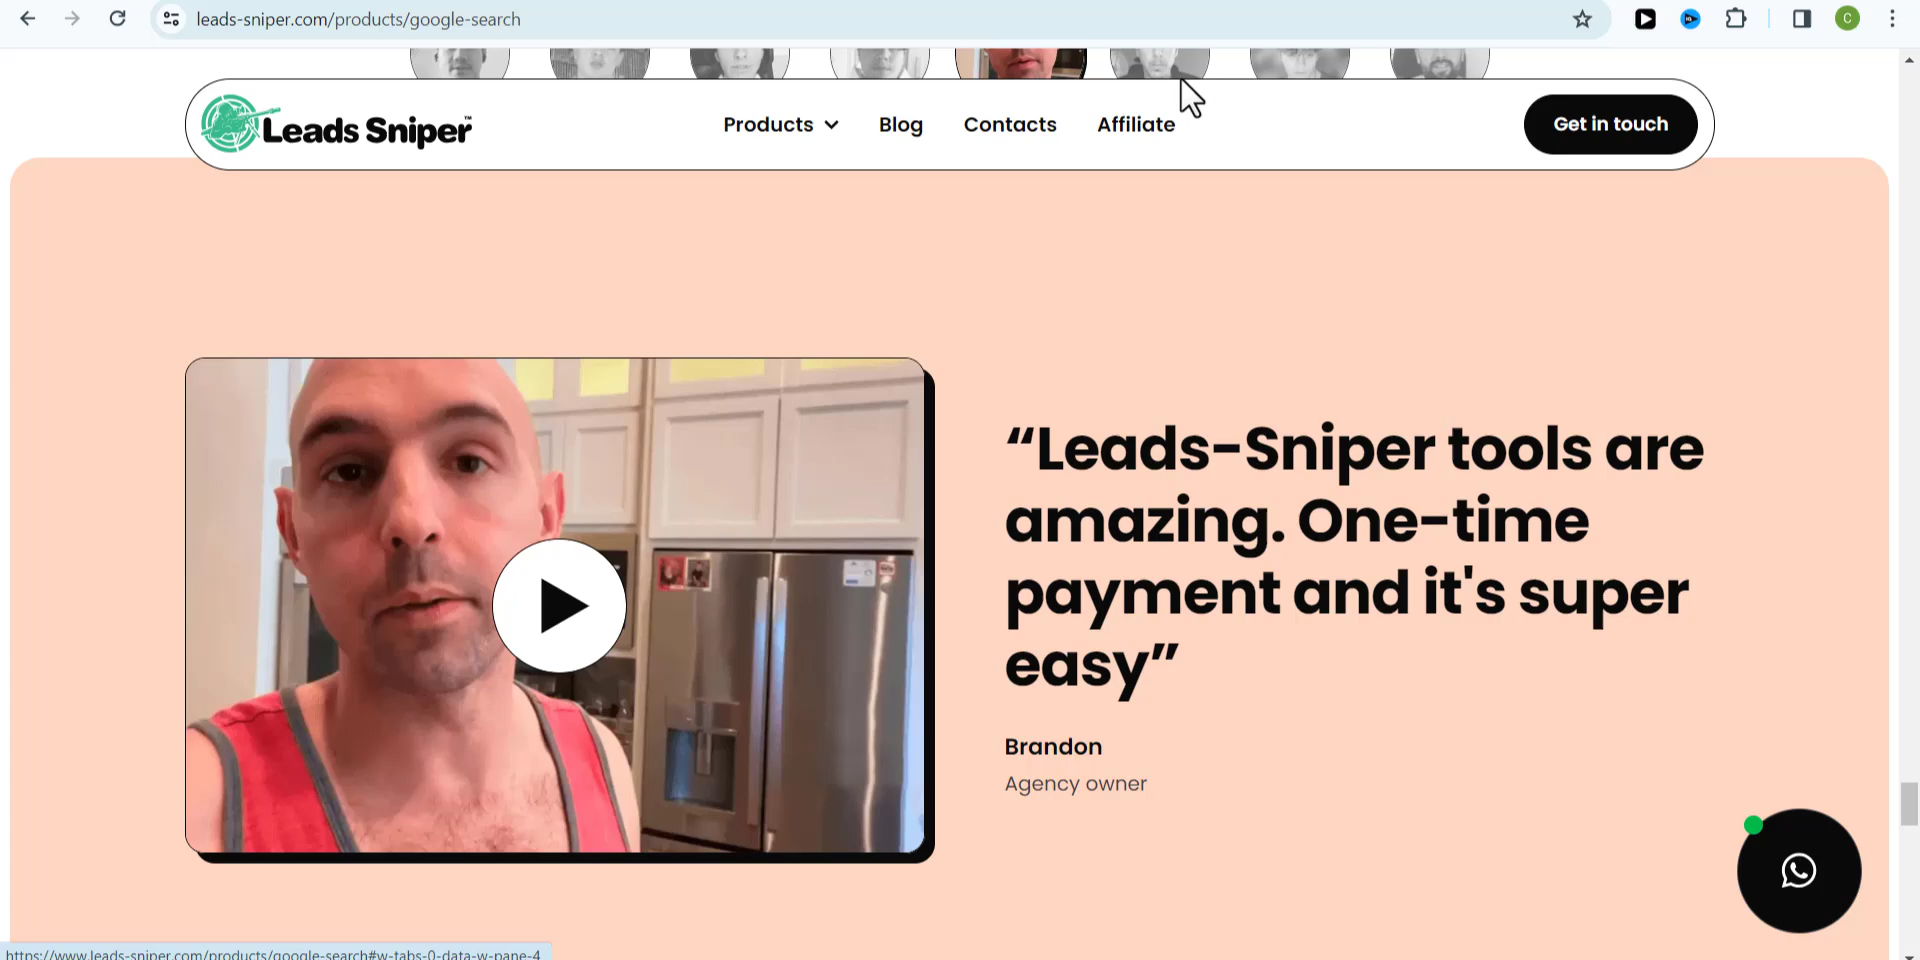 leads-sniper.com/products/google-search
C
Leads Sniper™
Products
Blog
Contacts
Affiliate
Get in touch
“Leads-Sniper tools are
amazing. One-time
payment and it's super
easy”
Brandon
Agency owner
https://www.leads-sniper.com/products/google-search#w-tabs-0-data-w-pane-4